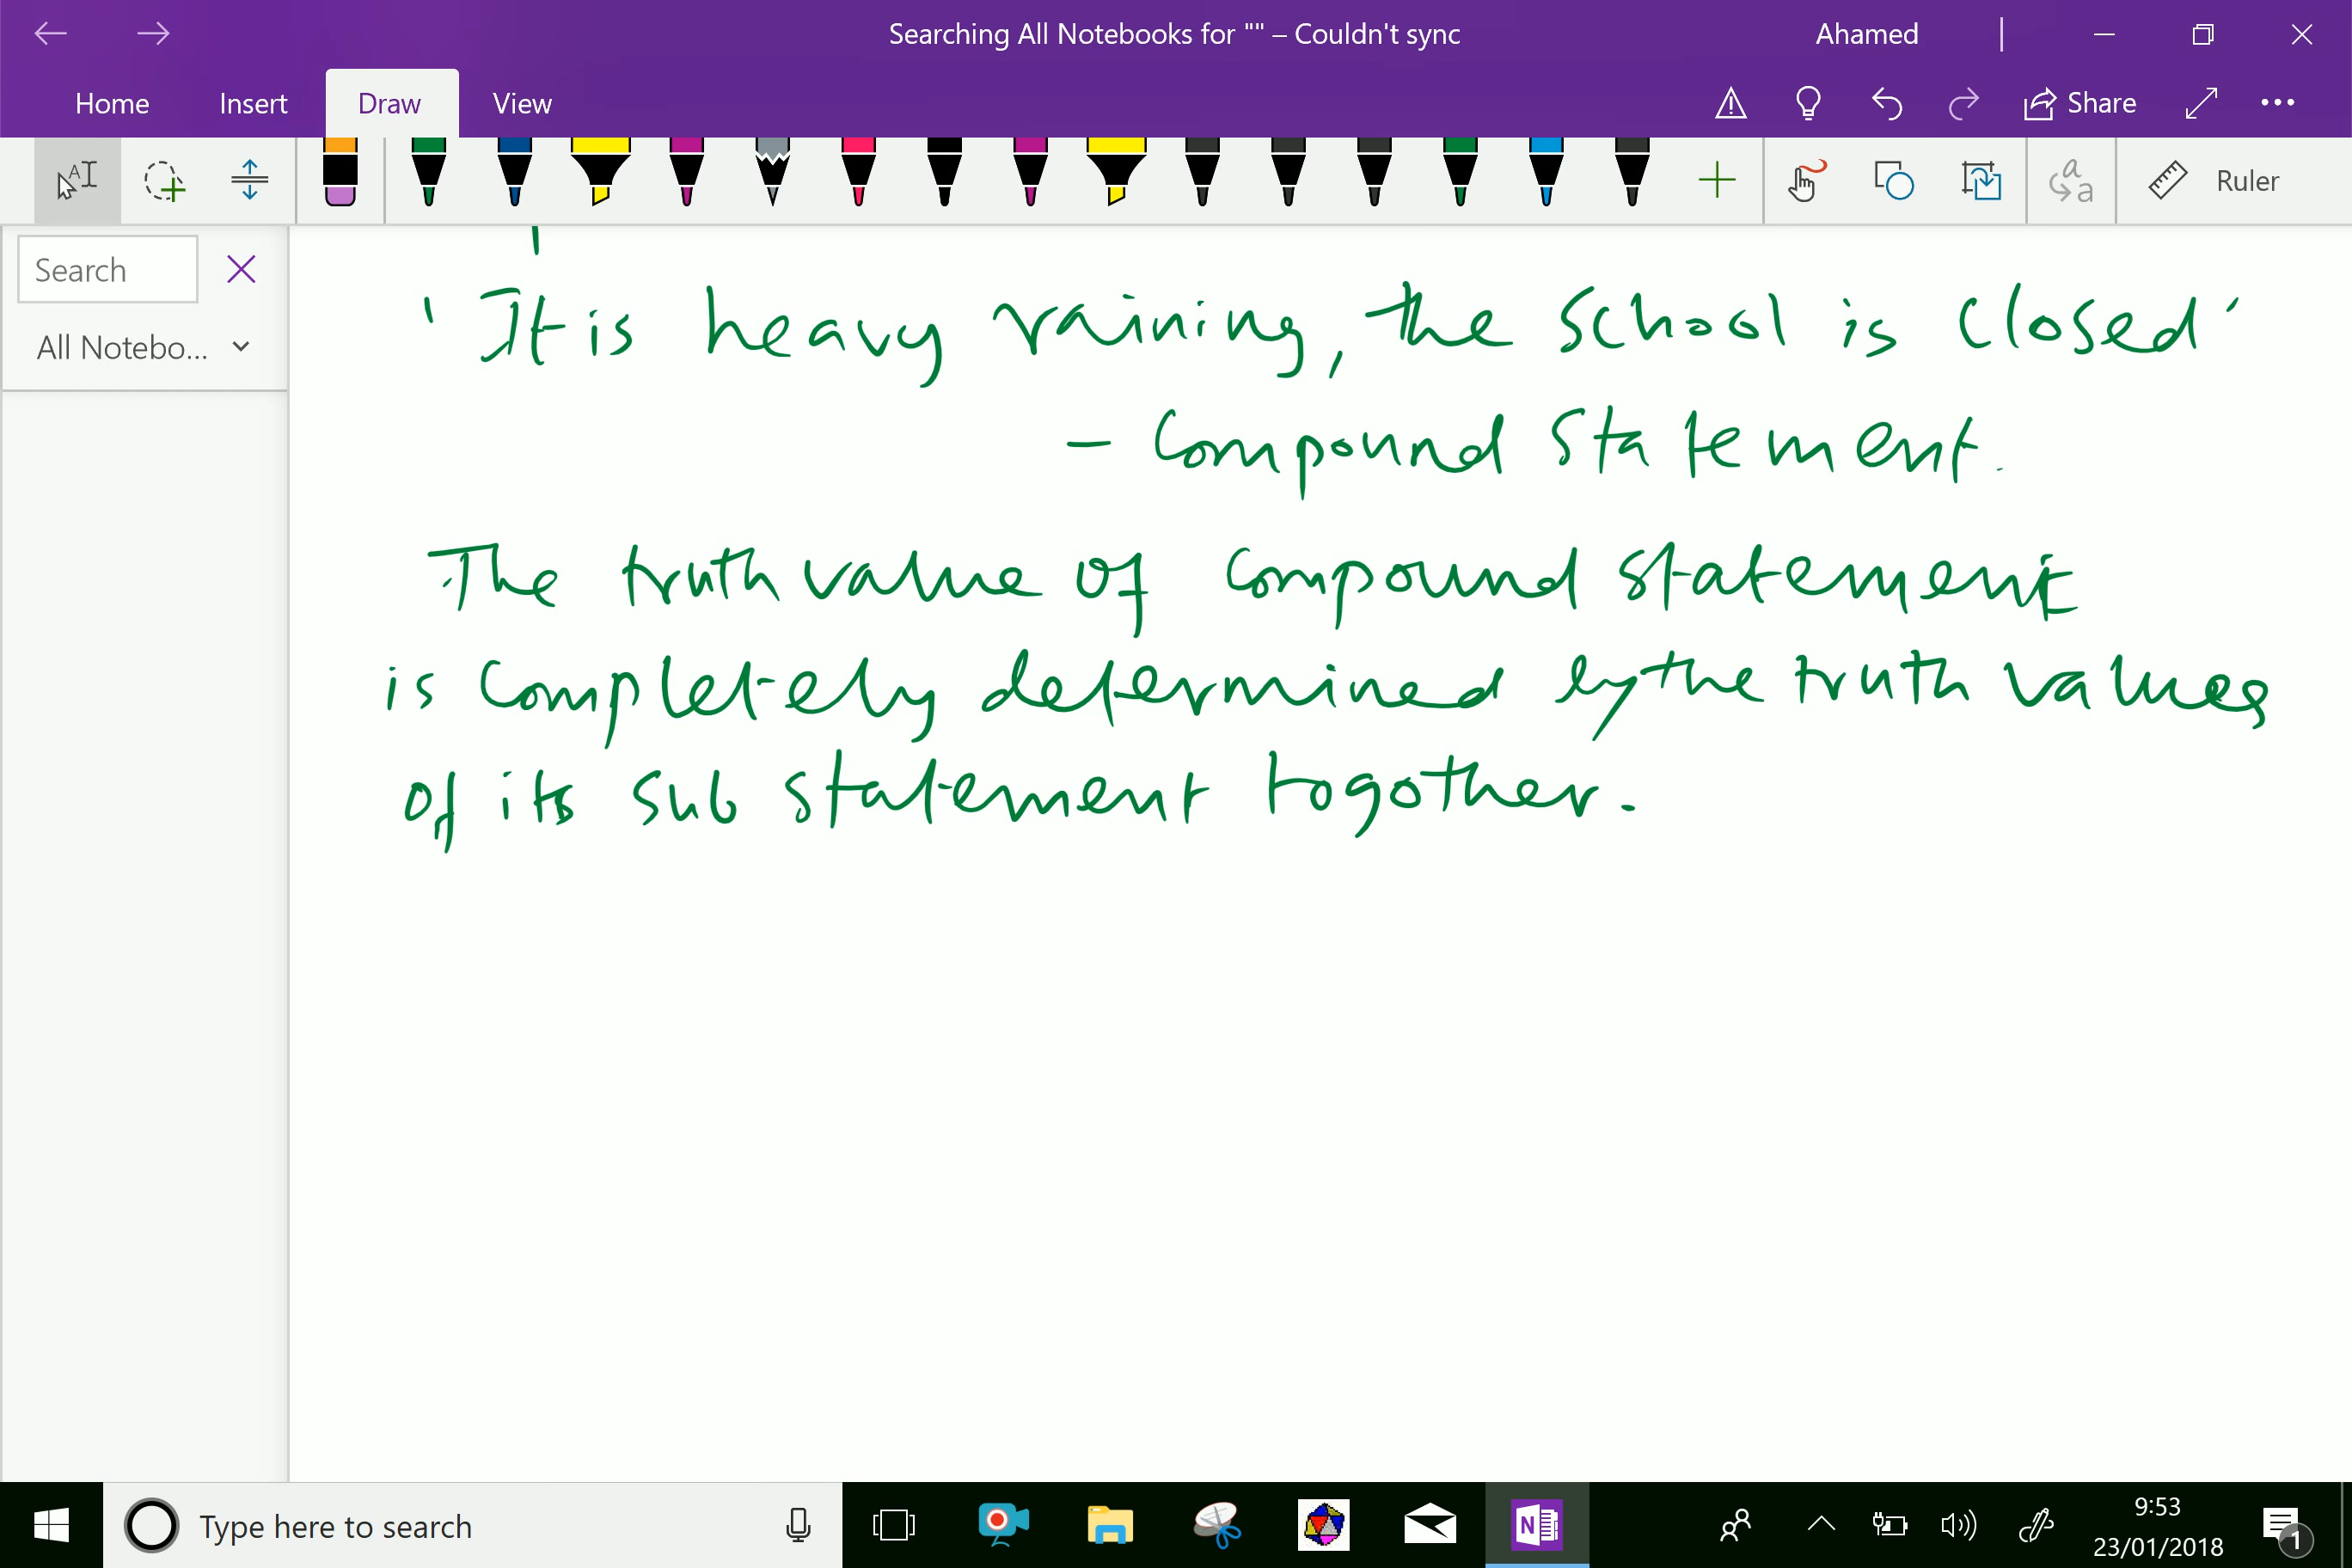 Searching All Notebooks for "" – Couldn't sync
Ahamed
Home Insert Draw View
Share
Ruler
Search
All Notebo...
'It is heavy raining, the school is closed'
– Compound statement.
The truth value of compound statement
is completely determined by the truth values
of its sub statement togother.
Type here to search
9:53
23/01/2018
1